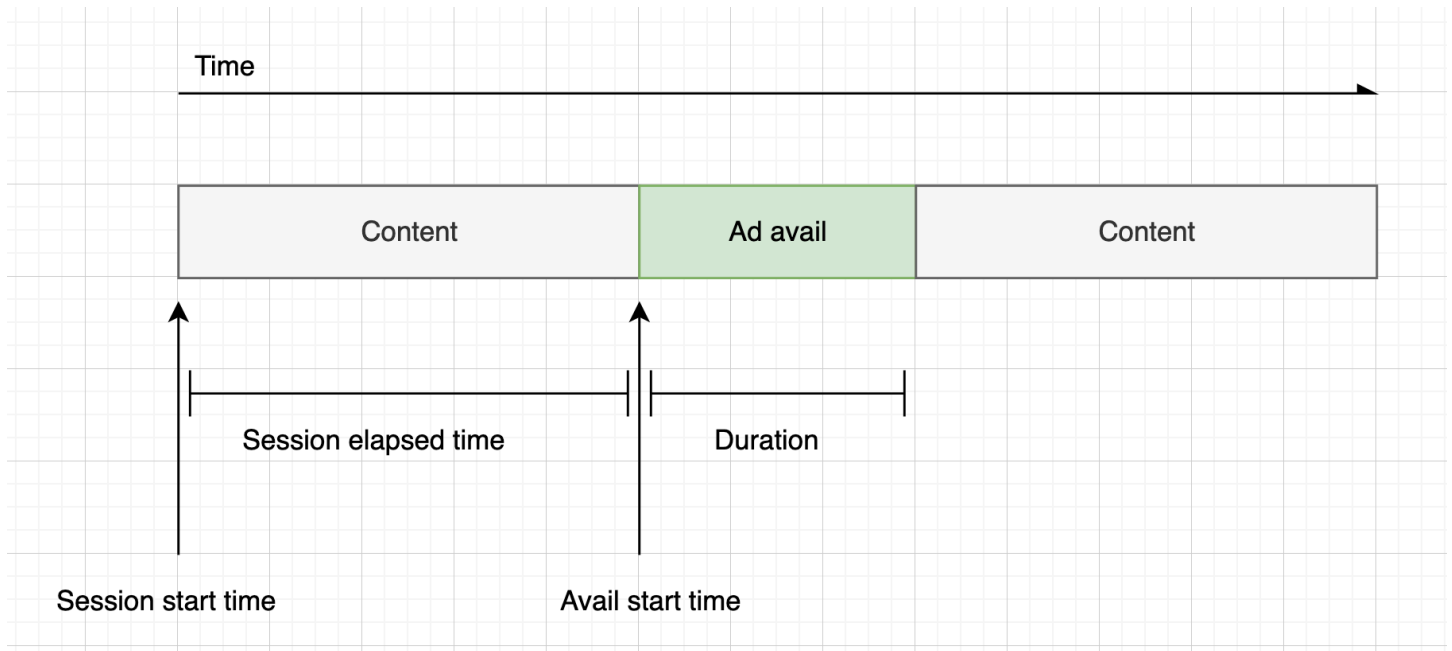 Time
Content
Ad avail
Content
Session elapsed time
Duration
Session start time
Avail start time